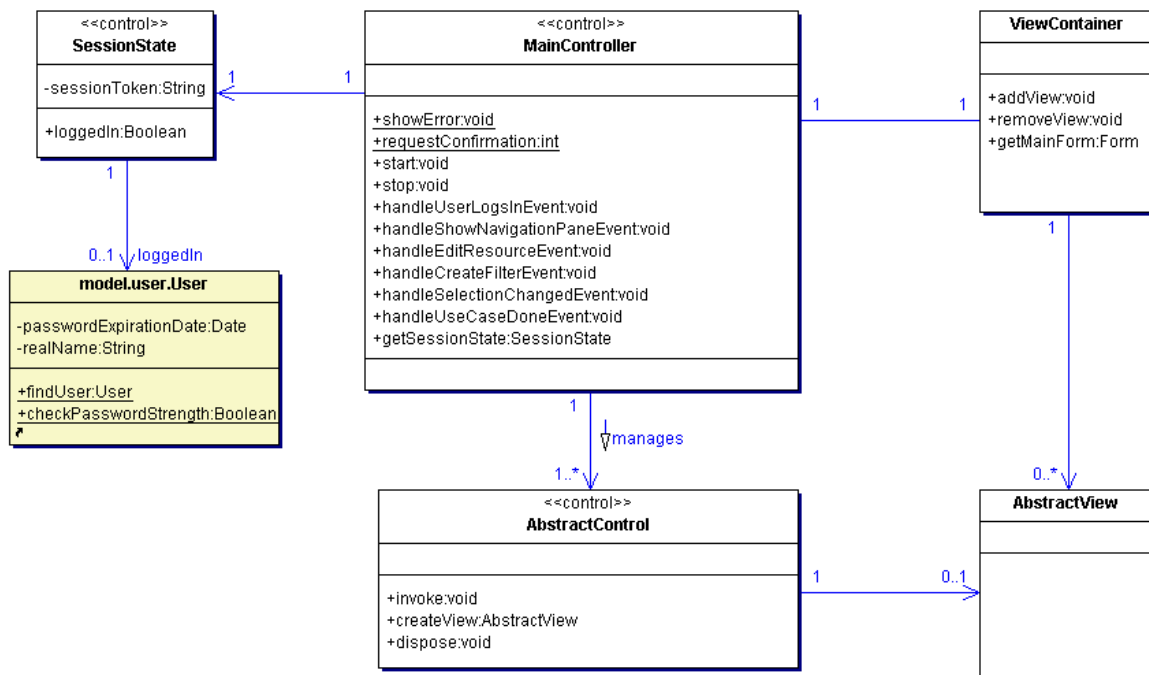 <<control>>
SessionState
-sessionToken:String
+loggedIn:Boolean
<<control>>
MainController
+showError:void
+requestConfirmation:int
+start:void
+stop:void
+handleUserLogsInEvent:void
+handleShowNavigationPaneEvent:void
+handleEditResourceEvent:void
+handleCreateFilterEvent:void
+handleSelectionChangedEvent:void
+handleUseCaseDoneEvent:void
+getSessionState:SessionState
ViewContainer
+addView:void
+removeView:void
+getMainForm:Form
1 1
1 1
1
0..1 loggedIn
model.user.User
-passwordExpirationDate:Date
-realName:String
+findUser:User
+checkPasswordStrength:Boolean
1
manages
1..*
1
0..*
<<control>>
AbstractControl
+invoke:void
+createView:AbstractView
+dispose:void
1 0..1
AbstractView